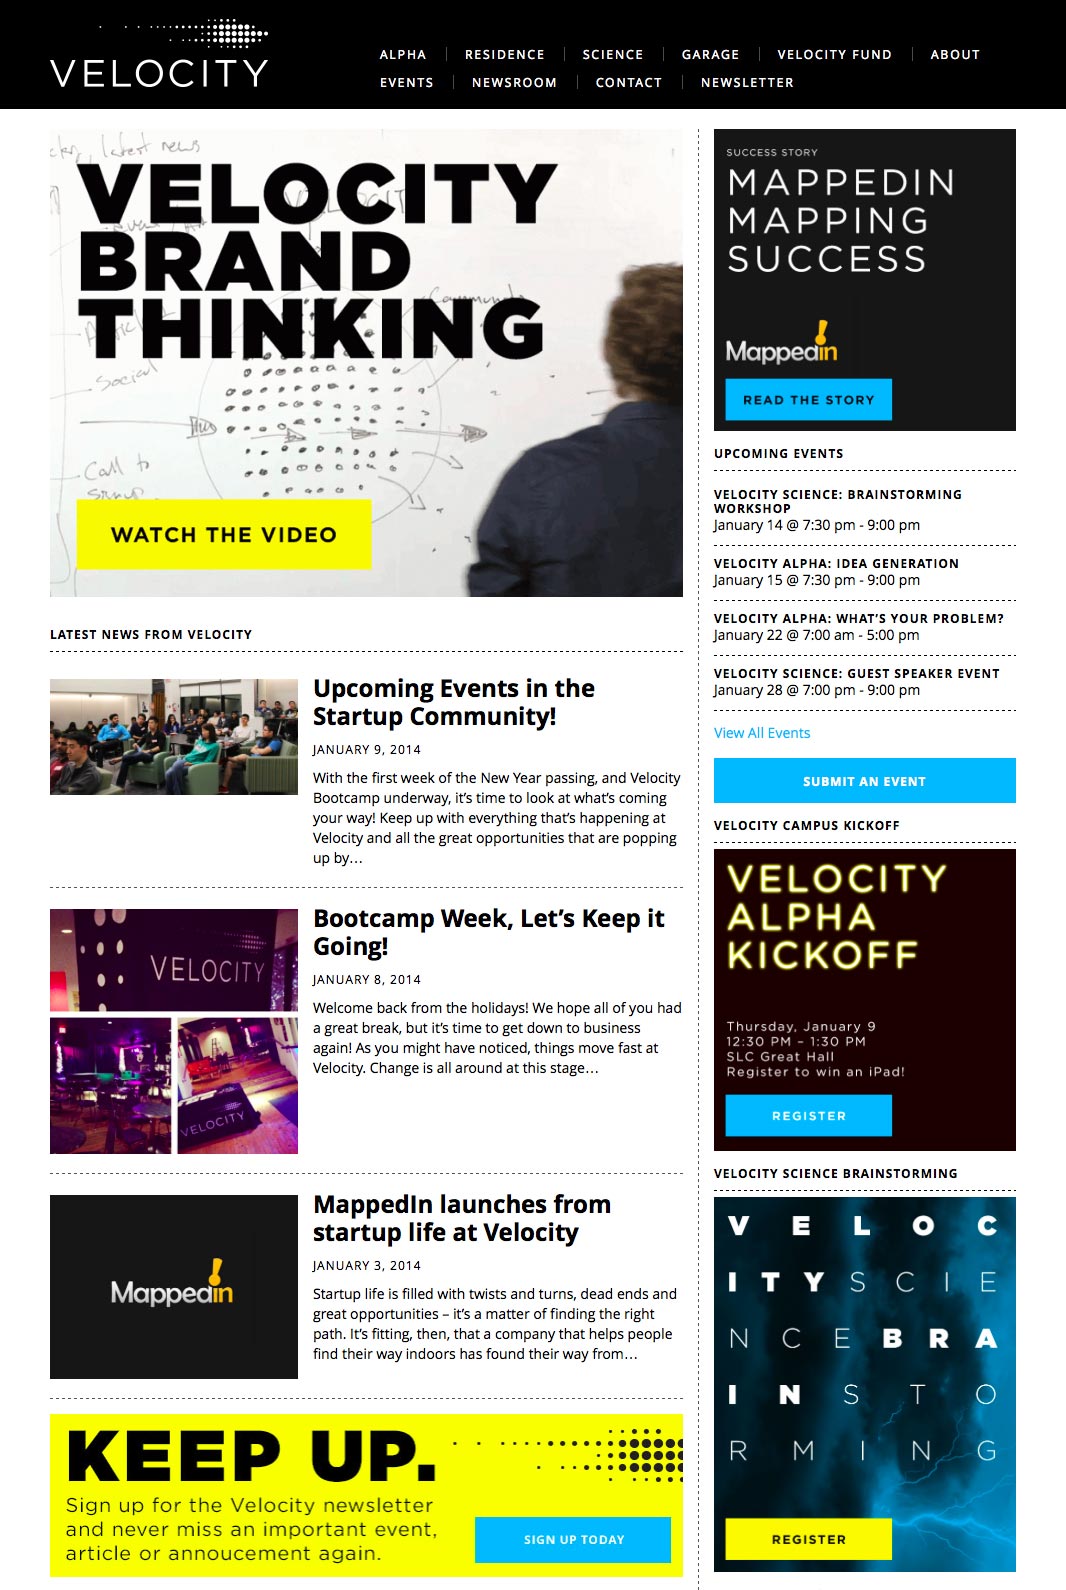 VELOCITY
ALPHA
RESIDENCE
SCIENCE
GARAGE
VELOCITY FUND
ABOUT
EVENTS
NEWSROOM
CONTACT
NEWSLETTER
latest news
VELOCITY
BRAND
THINKING
Community
Social
Call to
signup
WATCH THE VIDEO
LATEST NEWS FROM VELOCITY
Upcoming Events in the
Startup Community!
JANUARY 9, 2014
With the first week of the New Year passing, and Velocity
Bootcamp underway, it's time to look at what's coming
your way! Keep up with everything that's happening at
Velocity and all the great opportunities that are popping
up by…
VELOCITY
VELOCITY
Bootcamp Week, Let's Keep it
Going!
JANUARY 8, 2014
Welcome back from the holidays! We hope all of you had
a great break, but it's time to get down to business
again! As you might have noticed, things move fast at
Velocity. Change is all around at this stage…
Mappedin
MappedIn launches from
startup life at Velocity
JANUARY 3, 2014
Startup life is filled with twists and turns, dead ends and
great opportunities – it's a matter of finding the right
path. It's fitting, then, that a company that helps people
find their way indoors has found their way from…
KEEP UP.
Sign up for the Velocity newsletter
and never miss an important event,
article or annoucement again.
SIGN UP TODAY
SUCCESS STORY
MAPPEDIN
MAPPING
SUCCESS
Mappedin
READ THE STORY
UPCOMING EVENTS
VELOCITY SCIENCE: BRAINSTORMING
WORKSHOP
January 14 @ 7:30 pm - 9:00 pm
VELOCITY ALPHA: IDEA GENERATION
January 15 @ 7:30 pm - 9:00 pm
VELOCITY ALPHA: WHAT'S YOUR PROBLEM?
January 22 @ 7:00 am - 5:00 pm
VELOCITY SCIENCE: GUEST SPEAKER EVENT
January 28 @ 7:00 pm - 9:00 pm
View All Events
SUBMIT AN EVENT
VELOCITY CAMPUS KICKOFF
VELOCITY
ALPHA
KICKOFF
Thursday, January 9
12:30 PM – 1:30 PM
SLC Great Hall
Register to win an iPad!
REGISTER
VELOCITY SCIENCE BRAINSTORMING
V E L O C
I T Y S C I E
N C E B R A
I N S T O
R M I N G
REGISTER